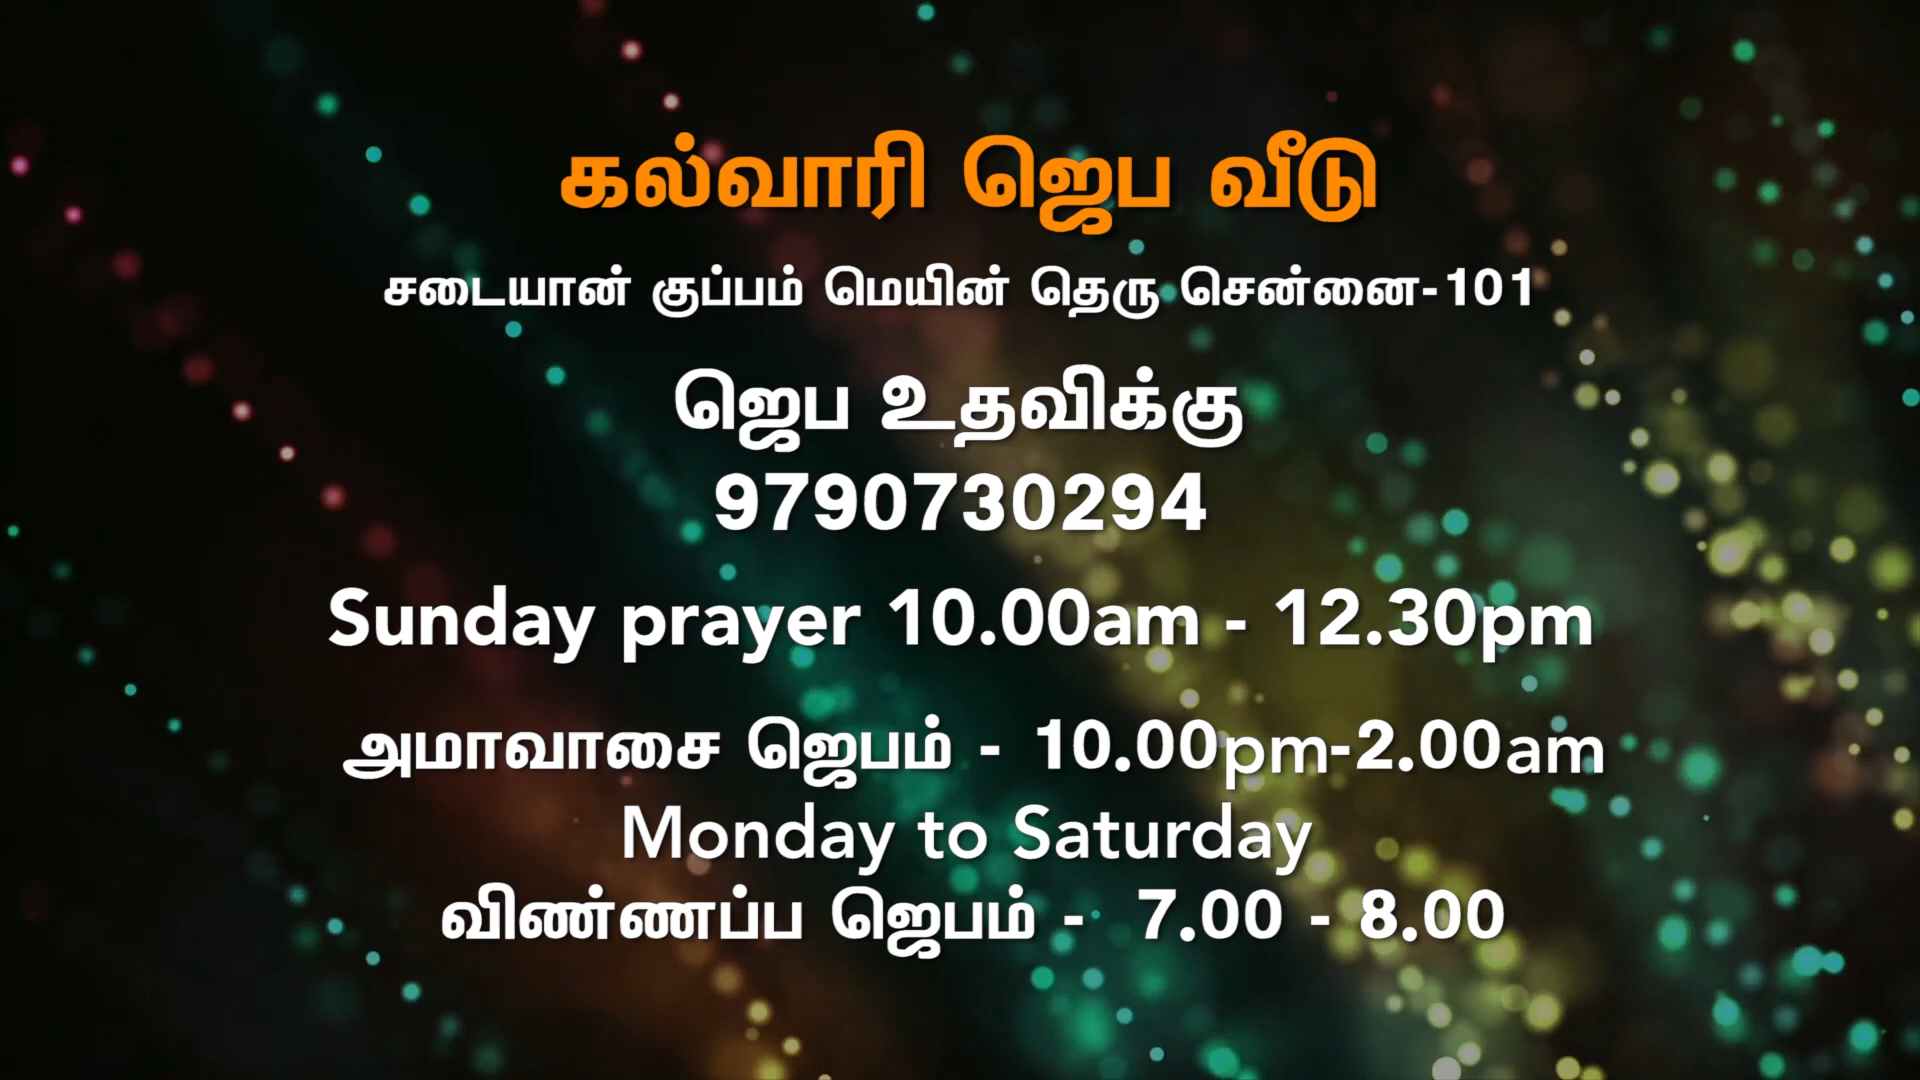 கல்வாரி ஜெப வீடு
சடையான் குப்பம் மெயின் தெரு சென்னை-101
ஜெப உதவிக்கு
9790730294
Sunday prayer 10.00am - 12.30pm
அமாவாசை ஜெபம் - 10.00pm-2.00am
Monday to Saturday
விண்ணப்ப ஜெபம் - 7.00 - 8.00